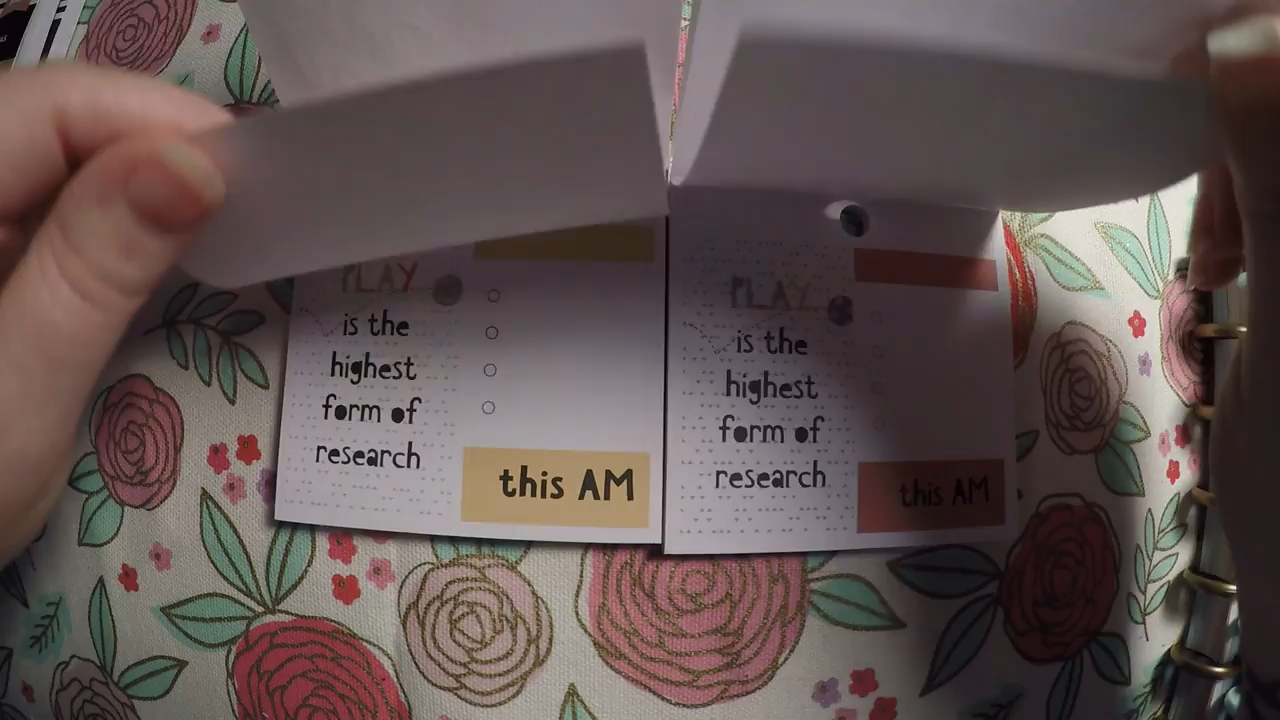 PLAY
is the
highest
form of
research
this AM
PLAY
is the
highest
form of
research
this AM